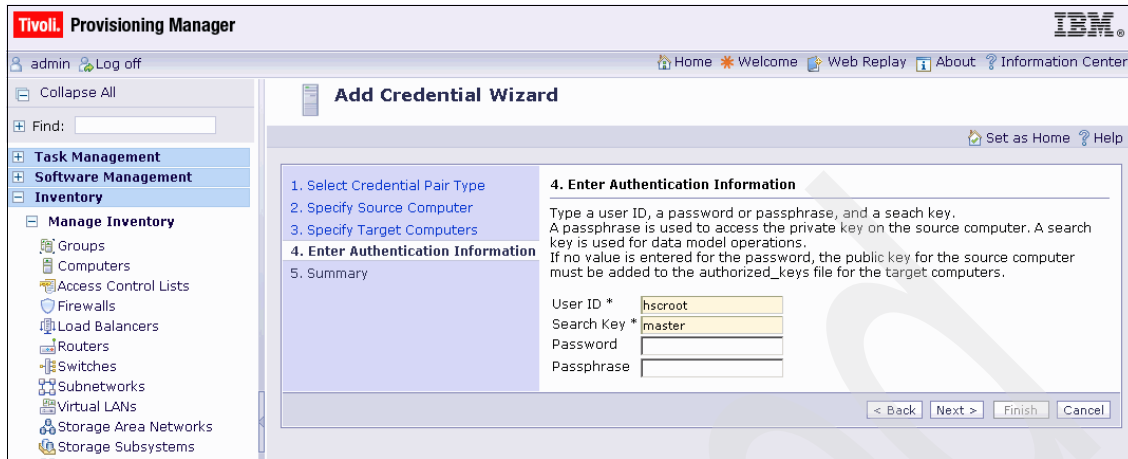 Tivoli. Provisioning Manager
IBM®
admin Log off
Home Welcome Web Replay About ? Information Center
Collapse All
Find:
Task Management
Software Management
Inventory
Manage Inventory
Groups
Computers
Access Control Lists
Firewalls
Load Balancers
Routers
Switches
Subnetworks
Virtual LANs
Storage Area Networks
Storage Subsystems
Add Credential Wizard
Set as Home ? Help
1. Select Credential Pair Type
2. Specify Source Computer
3. Specify Target Computers
4. Enter Authentication Information
5. Summary
4. Enter Authentication Information
Type a user ID, a password or passphrase, and a seach key.
A passphrase is used to access the private key on the source computer. A search
key is used for data model operations.
If no value is entered for the password, the public key for the source computer
must be added to the authorized_keys file for the target computers.
User ID * hscroot
Search Key * master
Password
Passphrase
< Back Next > Finish Cancel